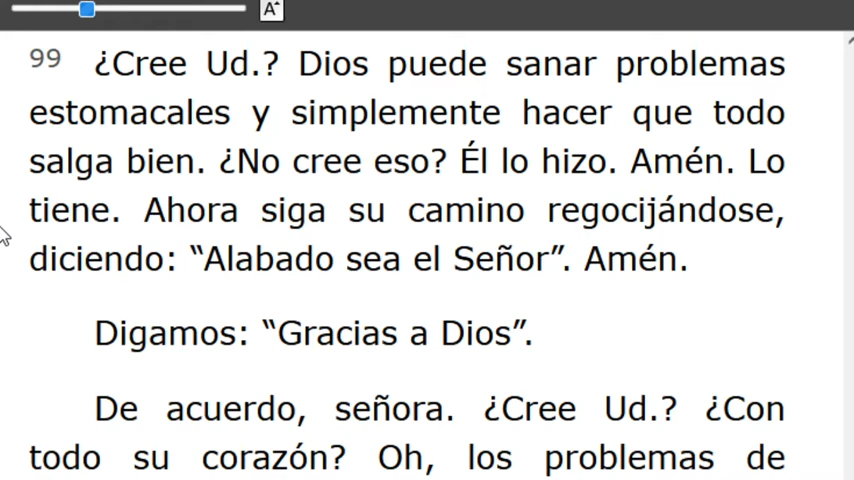 A
99 ¿Cree Ud.? Dios puede sanar problemas
estomacales y simplemente hacer que todo
salga bien. ¿No cree eso? Él lo hizo. Amén. Lo
tiene. Ahora siga su camino regocijándose,
diciendo: “Alabado sea el Señor”. Amén.
Digamos: “Gracias a Dios”.
De acuerdo, señora. ¿Cree Ud.? ¿Con
todo su corazón? Oh, los problemas de